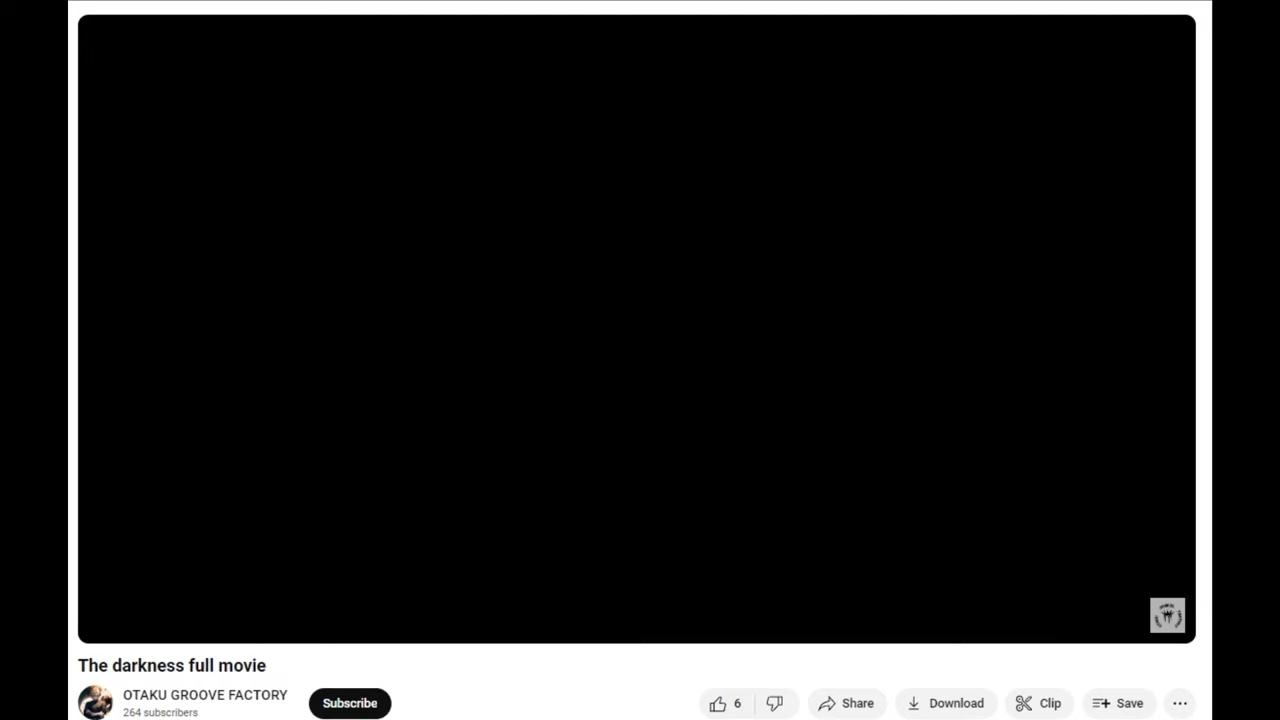 The darkness full movie
OTAKU GROOVE FACTORY
264 subscribers
Subscribe
6
Share
Download
Clip
Save